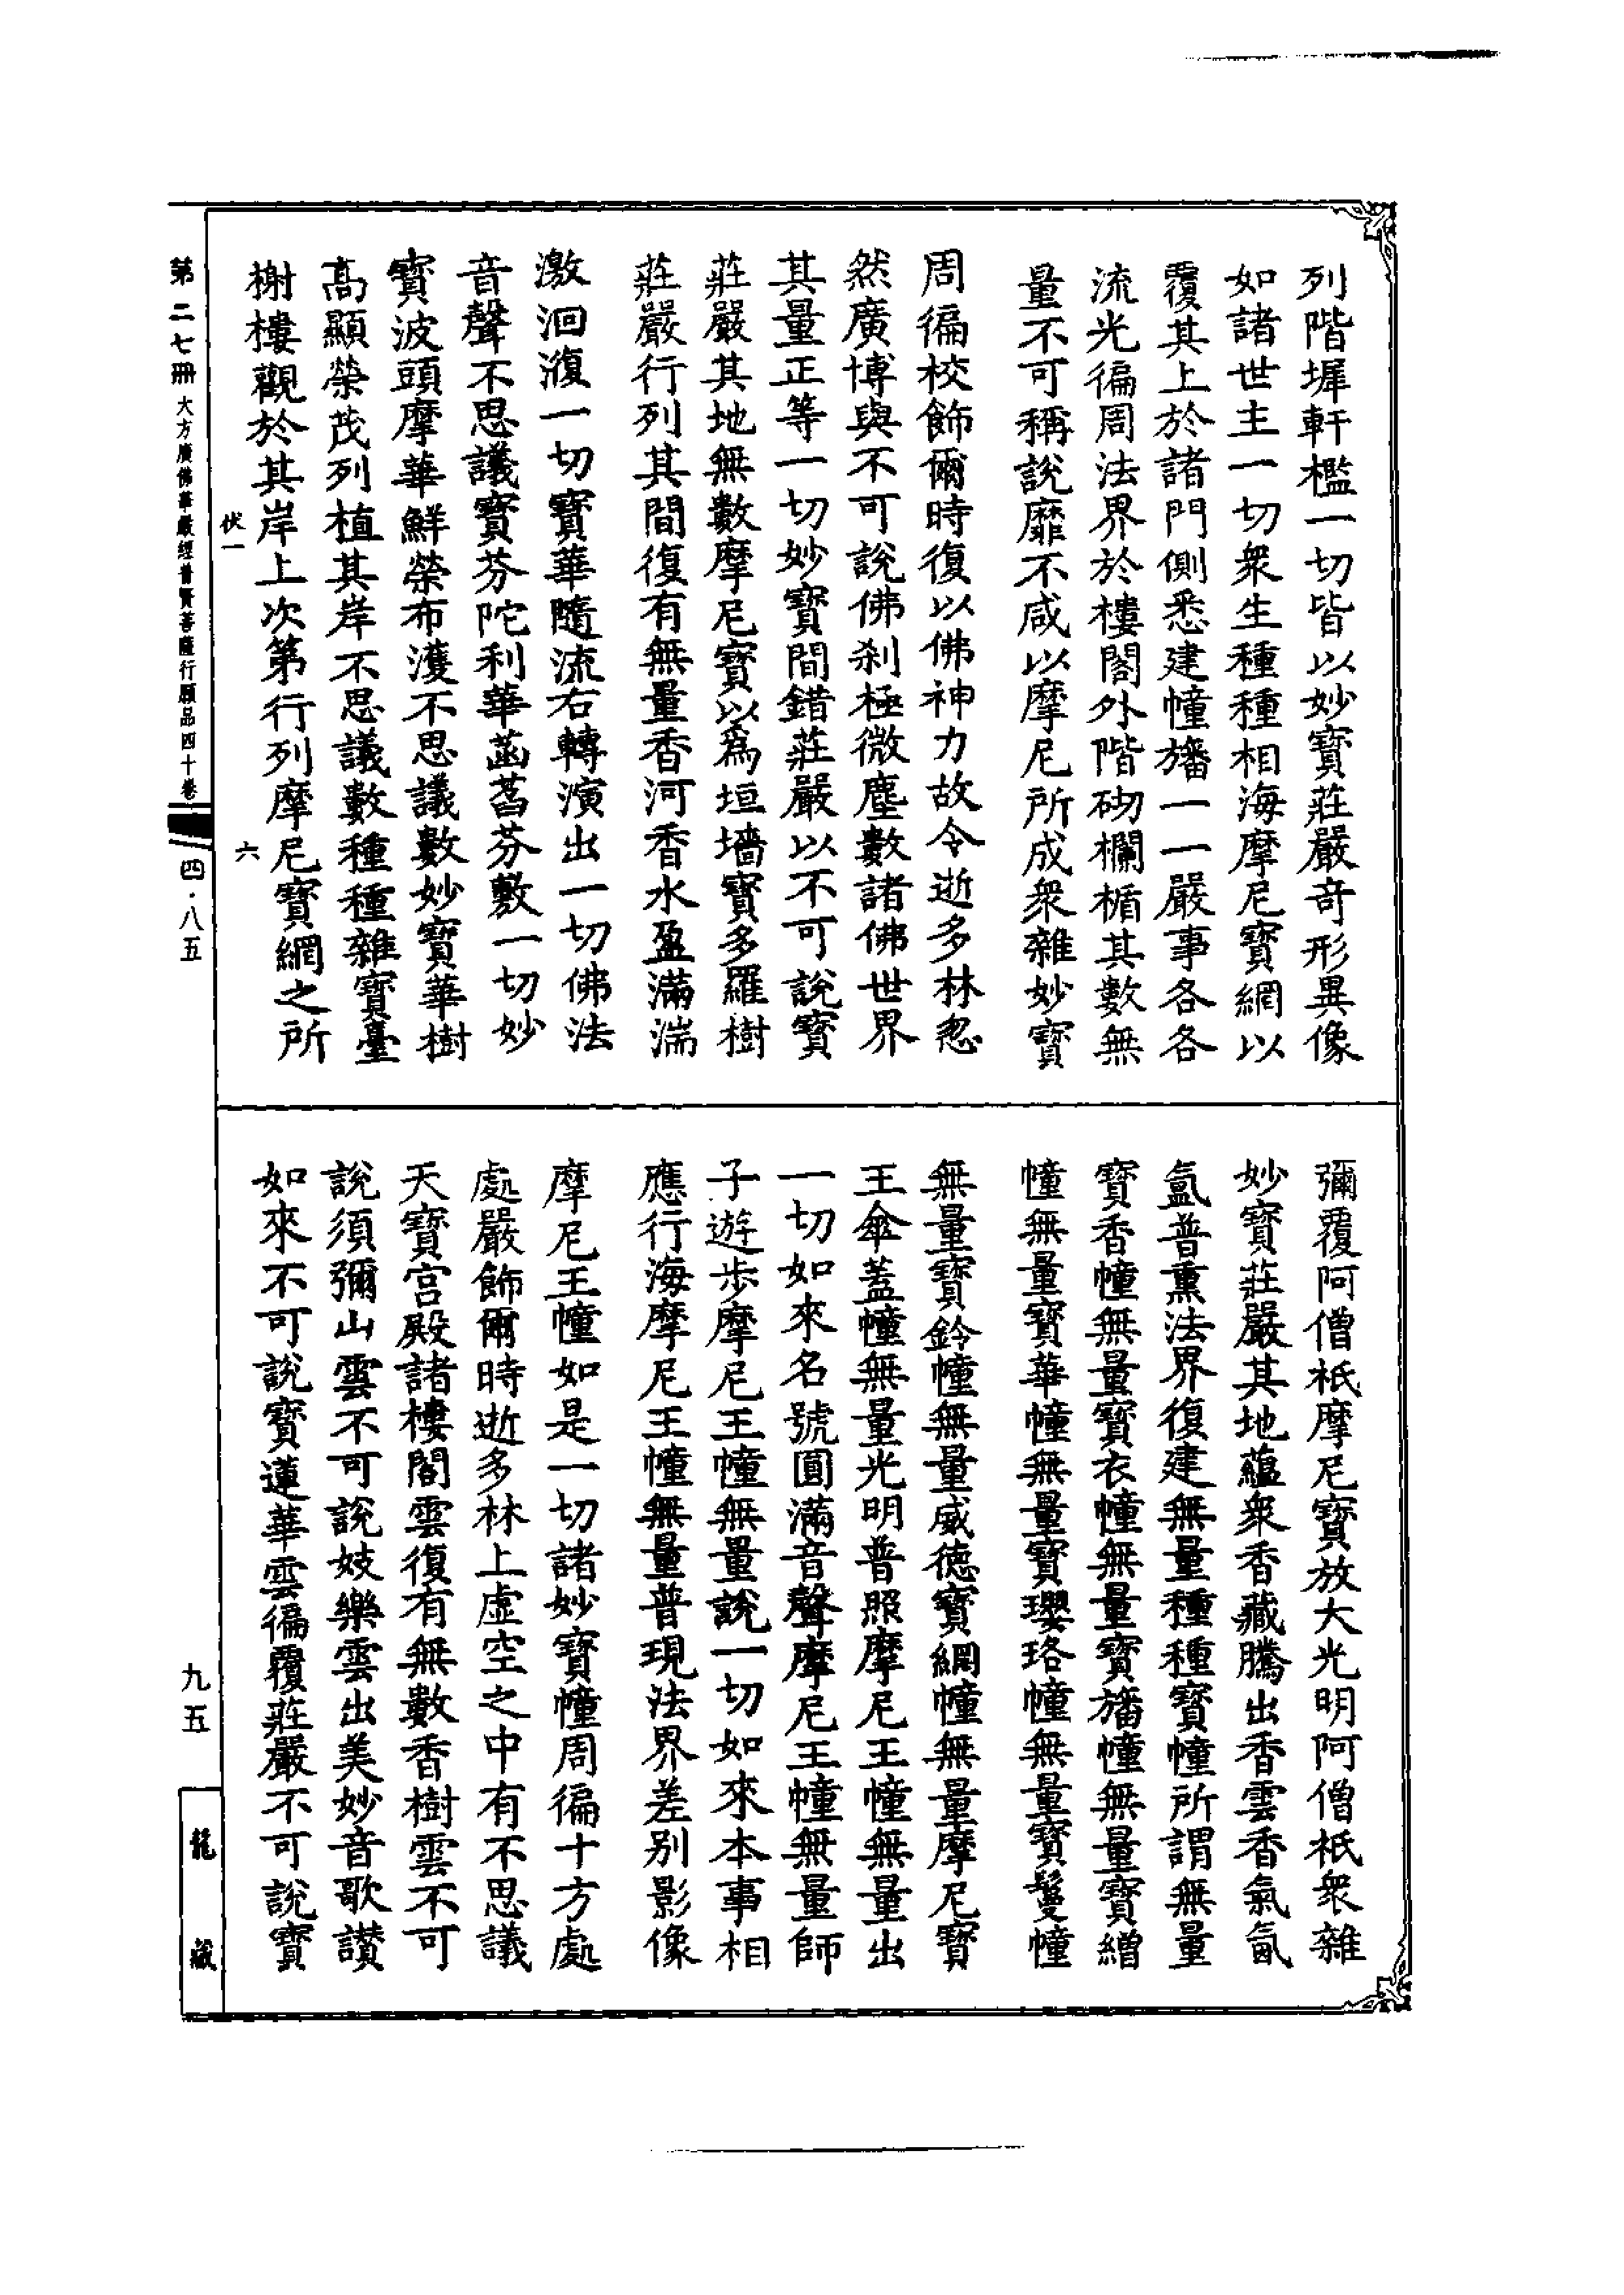 列階墀軒檻一切皆以妙寶莊嚴竒形異像
如諸世主一切衆生種種相海摩尼寶網以
覆其上於諸門側悉建幢旛一一嚴事各各
流光徧周法界於樓閣外階砌欄楯其數無
量不可稱說靡不咸以摩尼所成衆雜妙寶
周徧校飾爾時復以佛神力故令逝多林忽
然廣博與不可說佛刹極微塵數諸佛世界
其量正等一切妙寶間錯莊嚴以不可說寶
莊嚴其地無數摩尼寶以爲垣墻寶多羅樹
莊嚴行列其間復有無量香河香水盈滿湍
激洄澓一切寶華隨流右轉演出一切佛法
音聲不思議寶芬陀利華菡萏芬敷一切妙
寶波頭摩華鮮榮布濩不思議數妙寶華樹
高顯榮茂列植其岸不思議數種種雜寶臺
榭樓觀於其岸上次第行列摩尼寶網之所
伏一
六
彌覆阿僧祇摩尼寶放大光明阿僧祇衆雜
妙寶莊嚴其地蘊衆香藏騰出香雲香氣氤
氳普熏法界復建無量種種寶幢所謂無量
寶香幢無量寶衣幢無量寶旛幢無量寶繒
幢無量寶華幢無量寶瓔珞幢無量寶鬘幢
無量寶鈴幢無量威德寶網幢無量摩尼寶
王傘蓋幢無量光明普照摩尼王幢無量出
一切如來名號圓滿音聲摩尼王幢無量師
子遊步摩尼王幢無量說一切如來本事相
應行海摩尼王幢無量普現法界差别影像
摩尼王幢如是一切諸妙寶幢周徧十方處
處嚴飾爾時逝多林上虛空之中有不思議
天寶宮殿諸樓閣雲復有無數香樹雲不可
說須彌山雲不可說妓樂雲出美妙音歌讚
如來不可說寶蓮華雲徧覆莊嚴不可說寶
第二七冊 大方廣佛華嚴經普賢菩薩行願品四十卷 四·八五
九五
龍藏